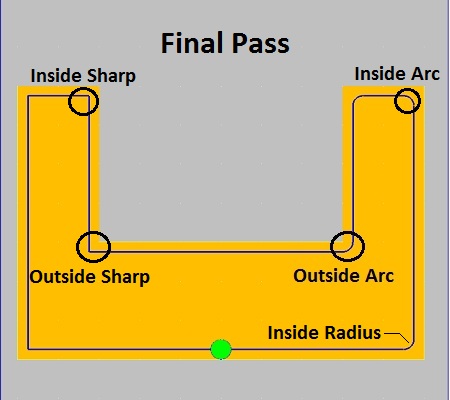 Final Pass
Inside Sharp
Inside Arc
Outside Sharp
Outside Arc
Inside Radius